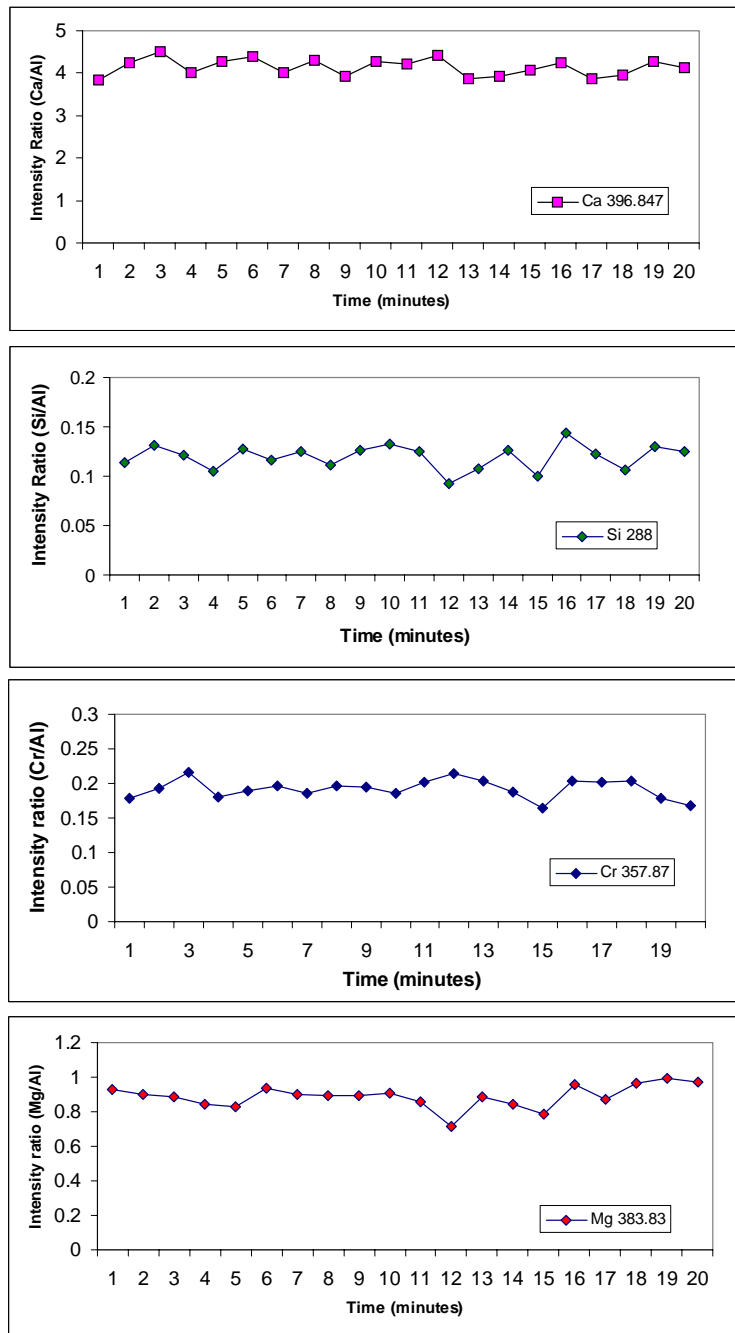 5
4
3
2
1
0
Intensity Ratio (Ca/Al)
Ca 396.847
1 2 3 4 5 6 7 8 9 10 11 12 13 14 15 16 17 18 19 20
Time (minutes)
0.2
0.15
0.1
0.05
0
Intensity Ratio (Si/Al)
Si 288
1 2 3 4 5 6 7 8 9 10 11 12 13 14 15 16 17 18 19 20
Time (minutes)
0.3
0.25
0.2
0.15
0.1
0.05
0
Intensity ratio (Cr/Al)
Cr 357.87
1 3 5 7 9 11 13 15 17 19
Time (minutes)
1.2
1
0.8
0.6
0.4
0.2
0
Intensity ratio (Mg/Al)
Mg 383.83
1 2 3 4 5 6 7 8 9 10 11 12 13 14 15 16 17 18 19 20
Time (minutes)